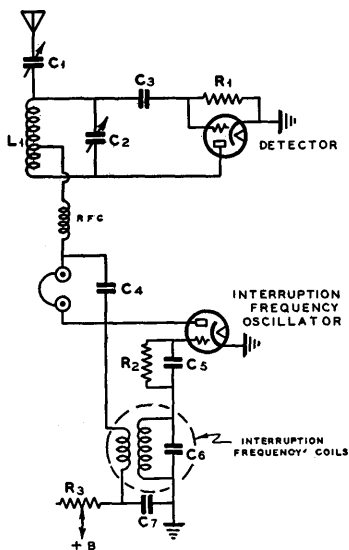 C1
C3
R1
L1
C2
DETECTOR
RFC
C4
INTERRUPTION
FREQUENCY
OSCILLATOR
R2
C5
C6
INTERRUPTION
FREQUENCY COILS
R3
C7
+B